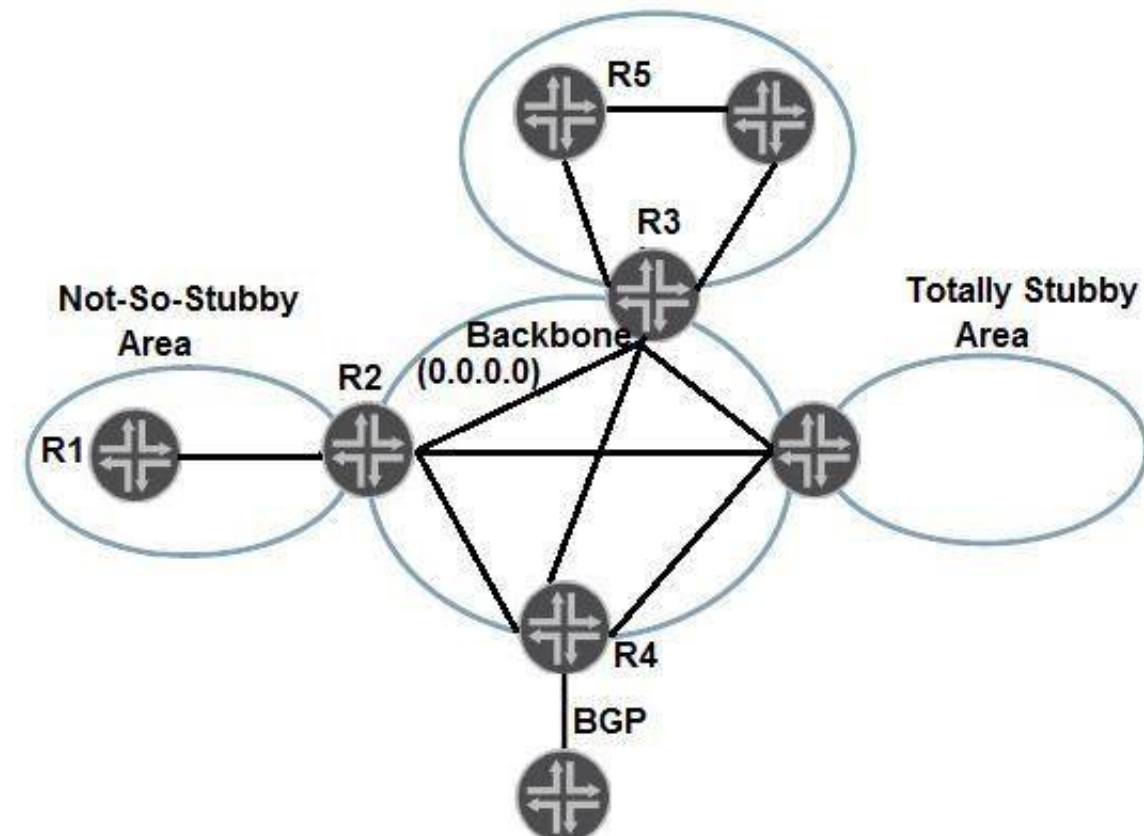 R5
R3
Not-So-Stubby
Area
Totally Stubby
Area
Backbone
(0.0.0.0)
R2
R1
R4
BGP